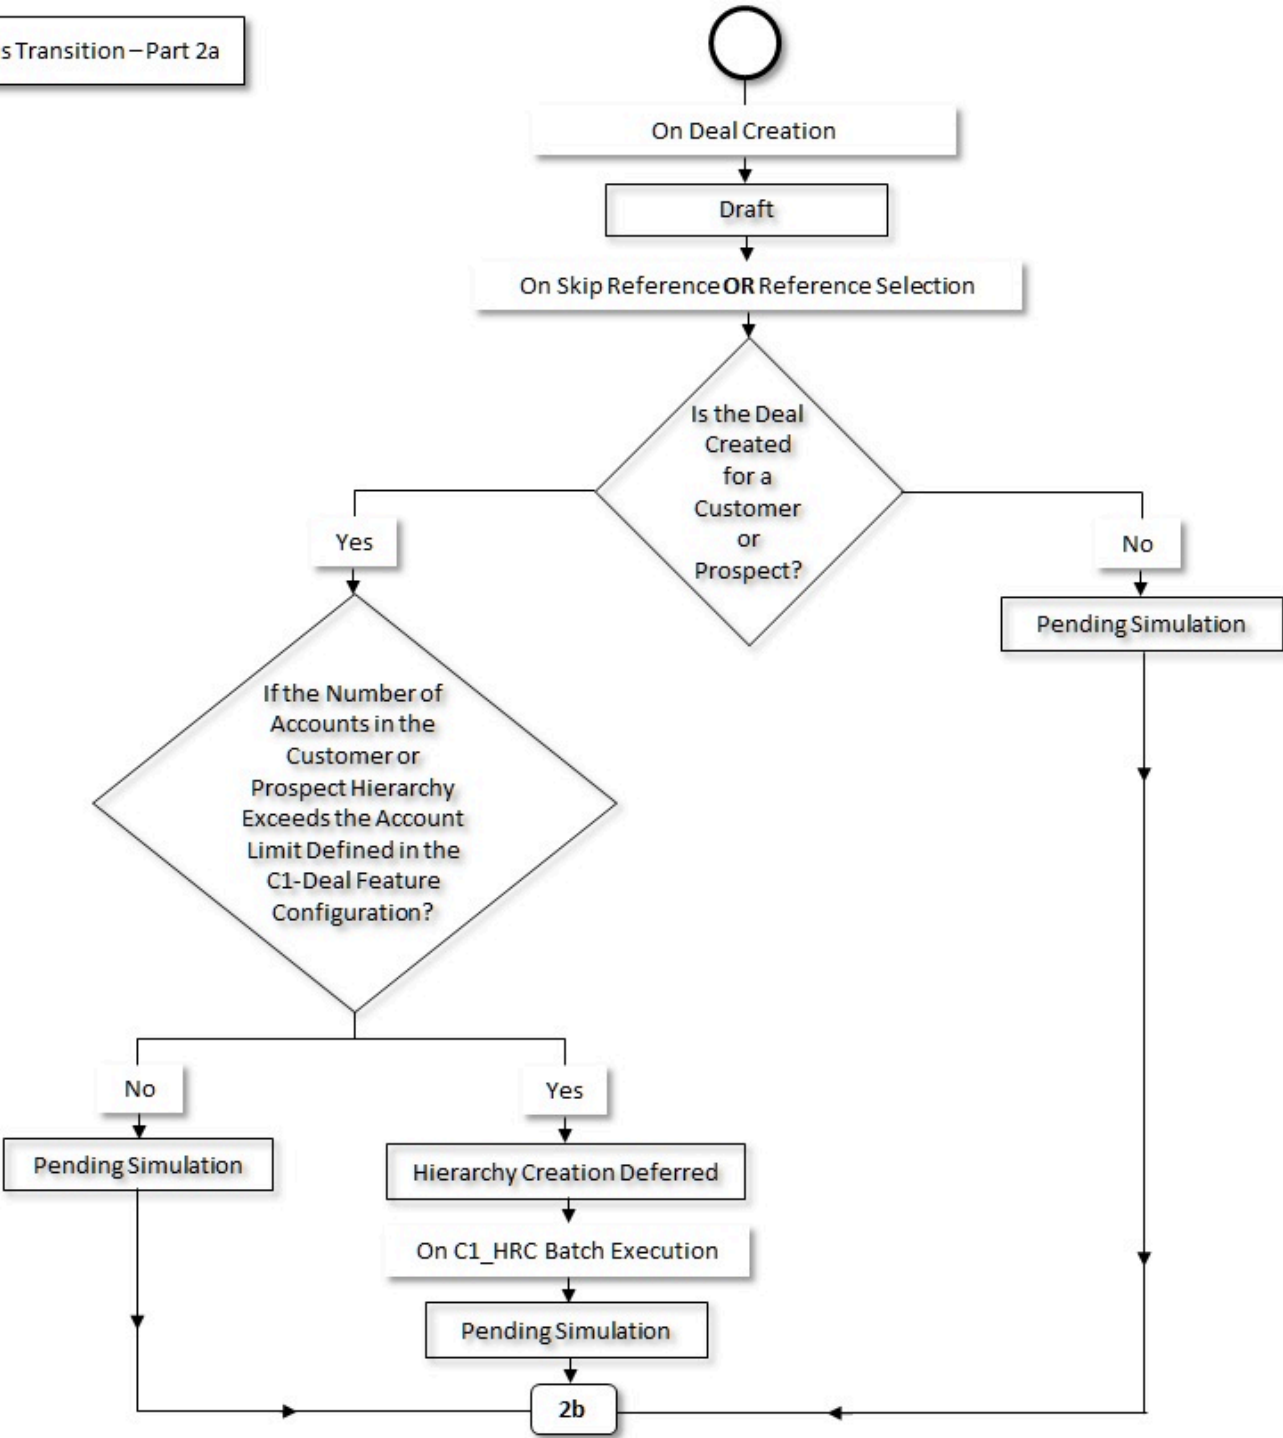 s Transition – Part 2a
On Deal Creation
Draft
On Skip Reference OR Reference Selection
Is the Deal
Created
for a
Customer
or
Prospect?
Yes
No
Pending Simulation
If the Number of
Accounts in the
Customer or
Prospect Hierarchy
Exceeds the Account
Limit Defined in the
C1-Deal Feature
Configuration?
No
Yes
Pending Simulation
Hierarchy Creation Deferred
On C1_HRC Batch Execution
Pending Simulation
2b